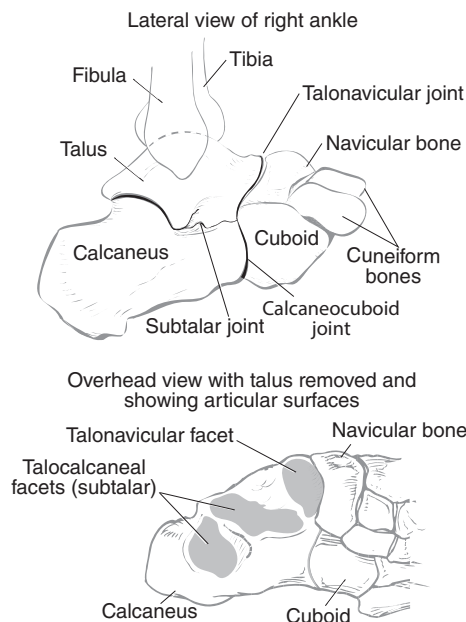 Lateral view of right ankle
Tibia
Fibula
Talonavicular joint
Talus
Navicular bone
Calcaneus
Cuboid
Cuneiform
bones
Subtalar joint
Calcaneocuboid
joint
Overhead view with talus removed and
showing articular surfaces
Talonavicular facet
Navicular bone
Talocalcaneal
facets (subtalar)
Calcaneus
Cuboid